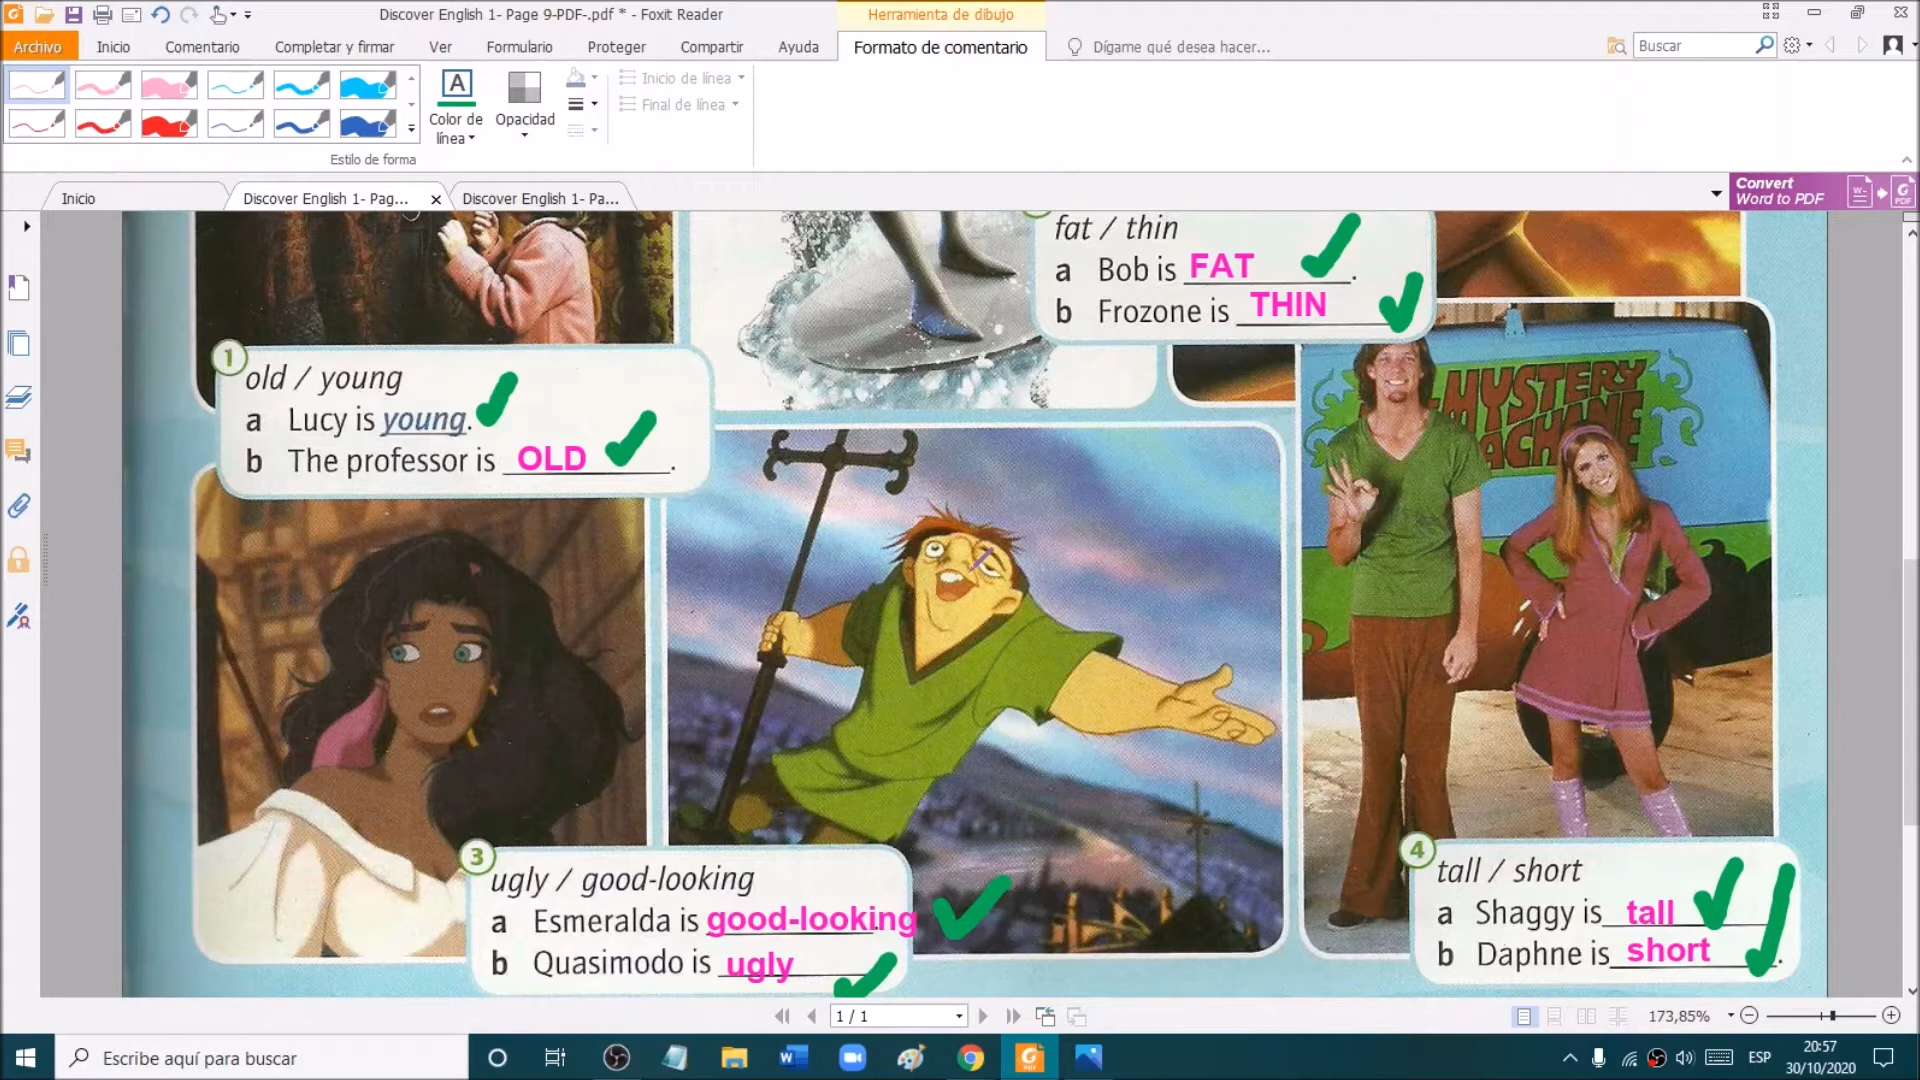 Discover English 1- Page 9-PDF-.pdf * - Foxit Reader
Herramienta de dibujo
Archivo
Inicio
Comentario
Completar y firmar
Ver
Formulario
Proteger
Compartir
Ayuda
Formato de comentario
Dígame qué desea hacer...
Buscar
Color de línea
Opacidad
Inicio de línea
Final de línea
Estilo de forma
Inicio
Discover English 1- Pag...
Discover English 1- Pa...
Convert
Word to PDF
fat / thin
a Bob is FAT.
b Frozone is THIN
1
old / young
a Lucy is young.
b The professor is OLD.
MYSTERY
MACHINE
3
ugly / good-looking
a Esmeralda is good-looking.
b Quasimodo is ugly
4
tall / short
a Shaggy is tall
b Daphne is short.
1 / 1
173,85%
Escribe aquí para buscar
ESP
20:57
30/10/2020